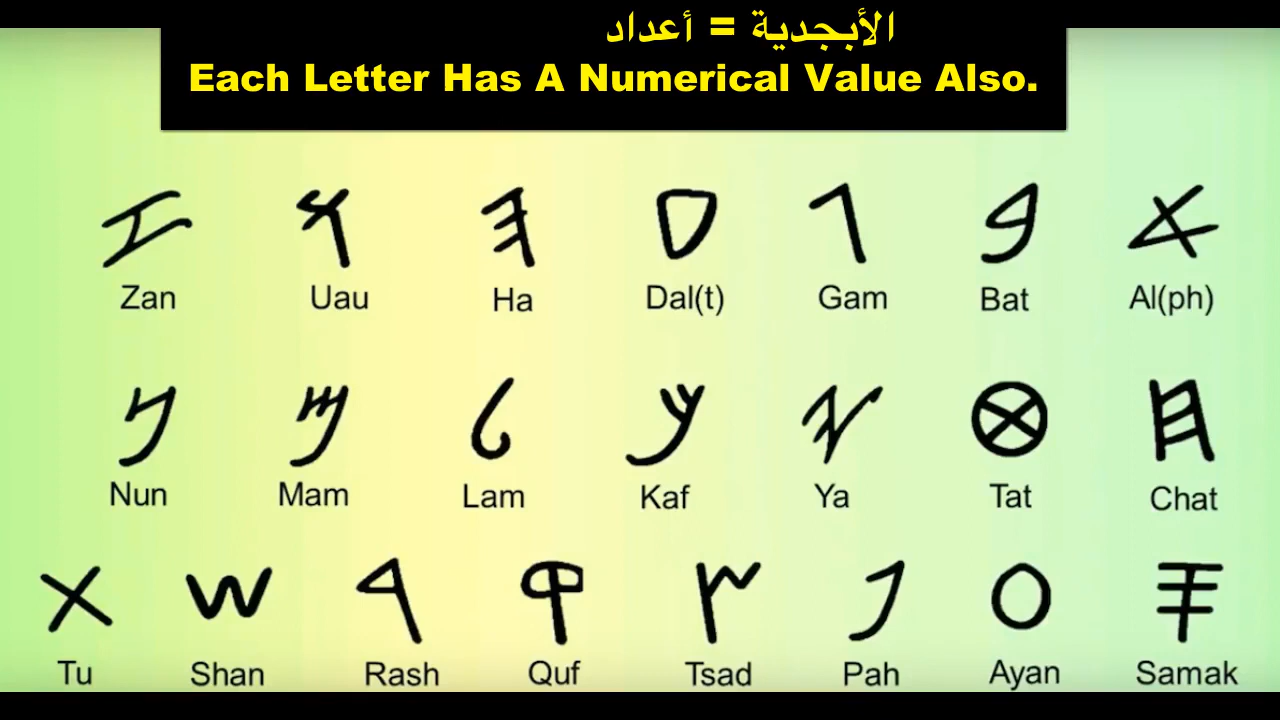 الأبجدية = أعداد
Each Letter Has A Numerical Value Also.
𐤀 𐤁 𐤂 𐤃 𐤄 𐤅 𐤆
Zan Uau Ha Dal(t) Gam Bat Al(ph)
𐤇 𐤈 𐤉 𐤊 𐤋 𐤌 𐤍
Nun Mam Lam Kaf Ya Tat Chat
𐤎 𐤏 𐤐 𐤑 𐤒 𐤓 𐤔 𐤕
Tu Shan Rash Quf Tsad Pah Ayan Samak